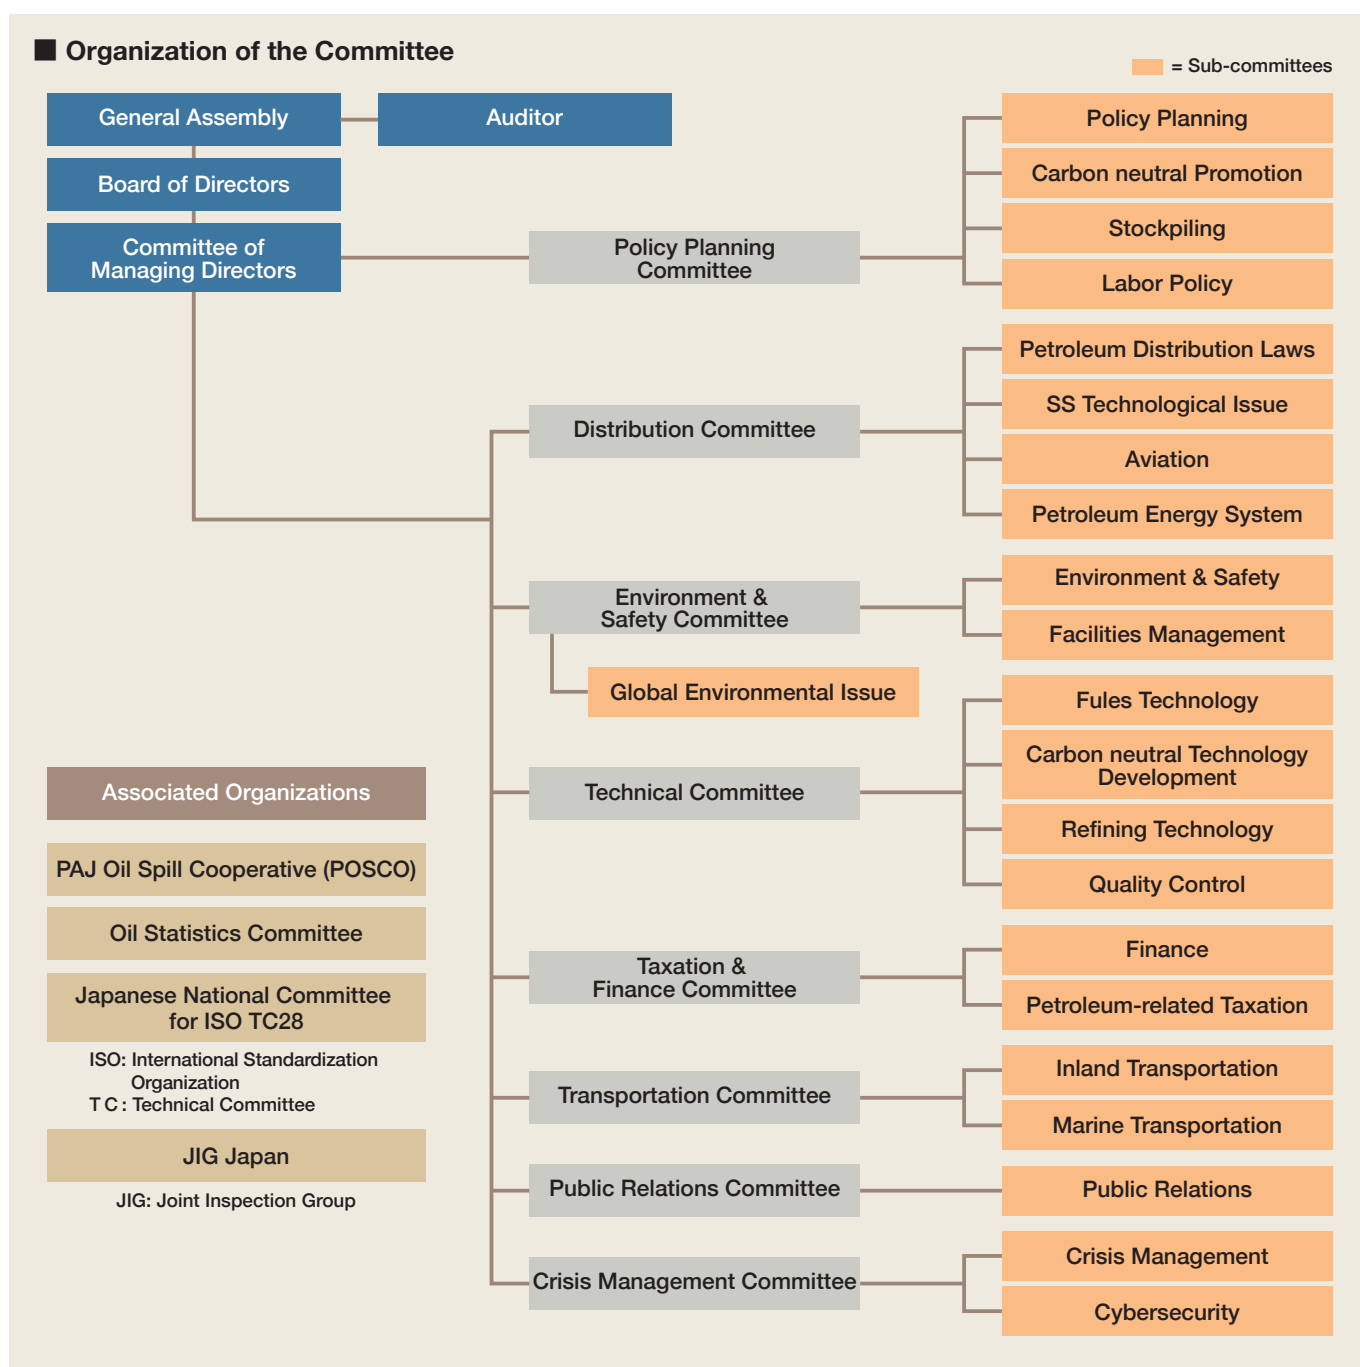 ■ Organization of the Committee
= Sub-committees
General Assembly
Auditor
Board of Directors
Committee of
Managing Directors
Policy Planning
Committee
Policy Planning
Carbon neutral Promotion
Stockpiling
Labor Policy
Distribution Committee
Petroleum Distribution Laws
SS Technological Issue
Aviation
Petroleum Energy System
Environment &
Safety Committee
Environment & Safety
Facilities Management
Global Environmental Issue
Technical Committee
Fules Technology
Carbon neutral Technology
Development
Refining Technology
Quality Control
Taxation &
Finance Committee
Finance
Petroleum-related Taxation
Transportation Committee
Inland Transportation
Marine Transportation
Public Relations Committee
Public Relations
Crisis Management Committee
Crisis Management
Cybersecurity
Associated Organizations
PAJ Oil Spill Cooperative (POSCO)
Oil Statistics Committee
Japanese National Committee
for ISO TC28
ISO: International Standardization
Organization
T C : Technical Committee
JIG Japan
JIG: Joint Inspection Group